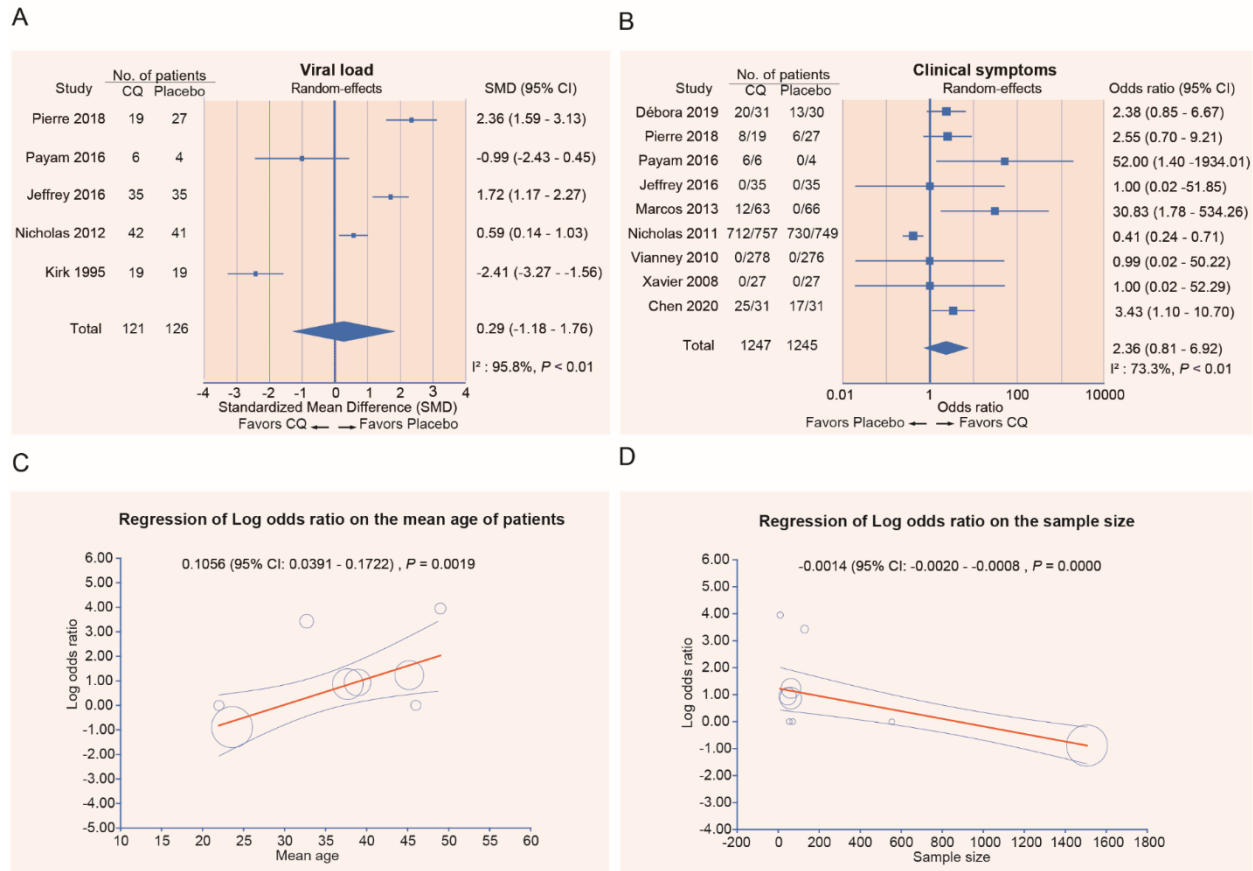 A
Viral load
No. of patients
Study CQ Placebo Random-effects SMD (95% CI)
Pierre 2018 19 27 2.36 (1.59 - 3.13)
Payam 2016 6 4 -0.99 (-2.43 - 0.45)
Jeffrey 2016 35 35 1.72 (1.17 - 2.27)
Nicholas 2012 42 41 0.59 (0.14 - 1.03)
Kirk 1995 19 19 -2.41 (-3.27 - -1.56)
Total 121 126 0.29 (-1.18 - 1.76)
I² : 95.8%, P < 0.01
-4 -3 -2 -1 0 1 2 3 4
Standardized Mean Difference (SMD)
Favors CQ ← → Favors Placebo
B
Clinical symptoms
No. of patients
Study CQ Placebo Random-effects Odds ratio (95% CI)
Débora 2019 20/31 13/30 2.38 (0.85 - 6.67)
Pierre 2018 8/19 6/27 2.55 (0.70 - 9.21)
Payam 2016 6/6 0/4 52.00 (1.40 -1934.01)
Jeffrey 2016 0/35 0/35 1.00 (0.02 -51.85)
Marcos 2013 12/63 0/66 30.83 (1.78 - 534.26)
Nicholas 2011 712/757 730/749 0.41 (0.24 - 0.71)
Vianney 2010 0/278 0/276 0.99 (0.02 - 50.22)
Xavier 2008 0/27 0/27 1.00 (0.02 - 52.29)
Chen 2020 25/31 17/31 3.43 (1.10 - 10.70)
Total 1247 1245 2.36 (0.81 - 6.92)
I² : 73.3%, P < 0.01
0.01 1 100 10000
Odds ratio
Favors Placebo ← → Favors CQ
C
Regression of Log odds ratio on the mean age of patients
0.1056 (95% CI: 0.0391 - 0.1722) , P = 0.0019
Log odds ratio
6.00
5.00
4.00
3.00
2.00
1.00
0.00
-1.00
-2.00
-3.00
-4.00
-5.00
10 15 20 25 30 35 40 45 50 55 60
Mean age
D
Regression of Log odds ratio on the sample size
-0.0014 (95% CI: -0.0020 - -0.0008 , P = 0.0000
Log odds ratio
6.00
5.00
4.00
3.00
2.00
1.00
0.00
-1.00
-2.00
-3.00
-4.00
-200 0 200 400 600 800 1000 1200 1400 1600 1800
Sample size